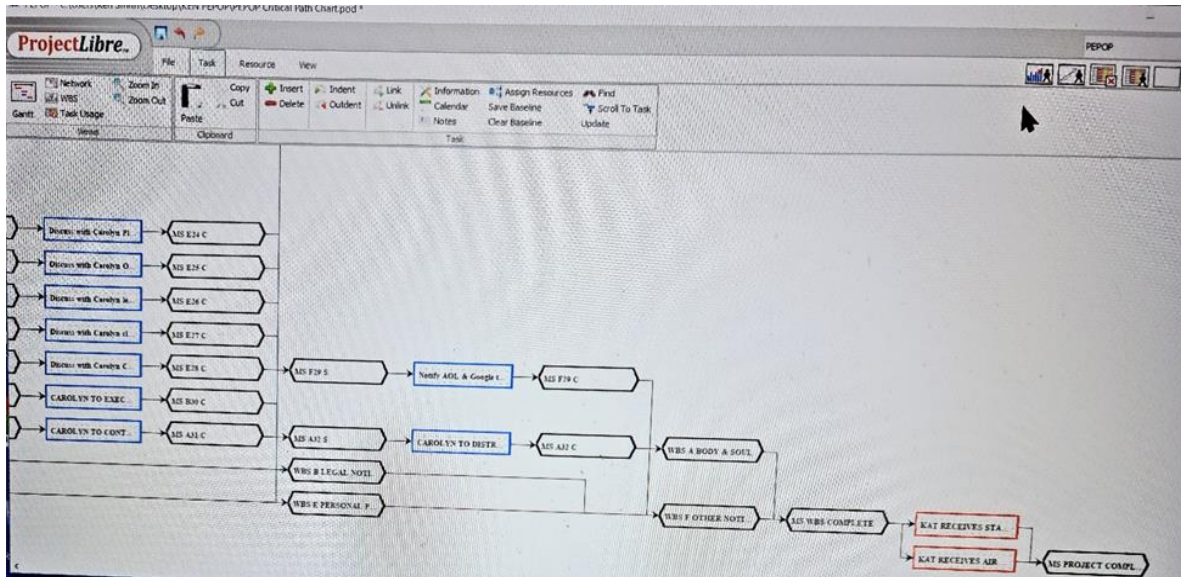 PEPOP Critical Path Chart.pod *
ProjectLibre
PEPOP
File Task Resource View
Gantt
Network
WBS
Task Usage
Zoom In
Zoom Out
Views
Paste
Copy
Cut
Clipboard
Insert
Delete
Indent
Outdent
Link
Unlink
Information
Calendar
Notes
Assign Resources
Save Baseline
Clear Baseline
Find
Scroll To Task
Update
Task
Discuss with Carolyn Pl...
MS E24 C
Discuss with Carolyn O...
MS E25 C
Discuss with Carolyn
MS E26 C
Discuss with Carolyn cl...
MS E27 C
Discuss with Carolyn C...
MS E28 C
MS F29 S
Notify AOL & Google t...
MS F29 C
CAROLYN TO EXEC...
MS B30 C
CAROLYN TO CONT...
MS A31 C
MS A32 S
CAROLYN TO DISTR...
MS A32 C
WBS A BODY & SOUL
WBS B LEGAL NOTI...
WBS E PERSONAL P...
WBS F OTHER NOTI...
MS WBS COMPLETE
KAT RECEIVES STA...
KAT RECEIVES AIR
MS PROJECT COMPL...